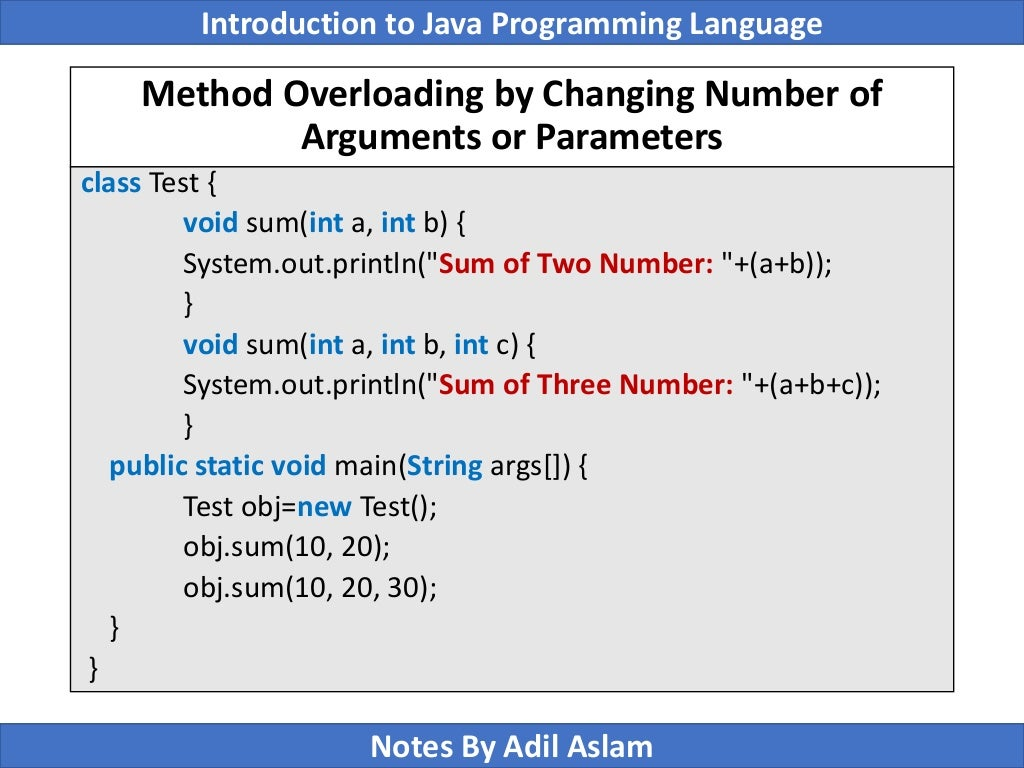 Introduction to Java Programming Language
Method Overloading by Changing Number of
Arguments or Parameters
class Test {
void sum(int a, int b) {
System.out.println("Sum of Two Number: "+(a+b));
}
void sum(int a, int b, int c) {
System.out.println("Sum of Three Number: "+(a+b+c));
}
public static void main(String args[]) {
Test obj=new Test();
obj.sum(10, 20);
obj.sum(10, 20, 30);
}
}
Notes By Adil Aslam